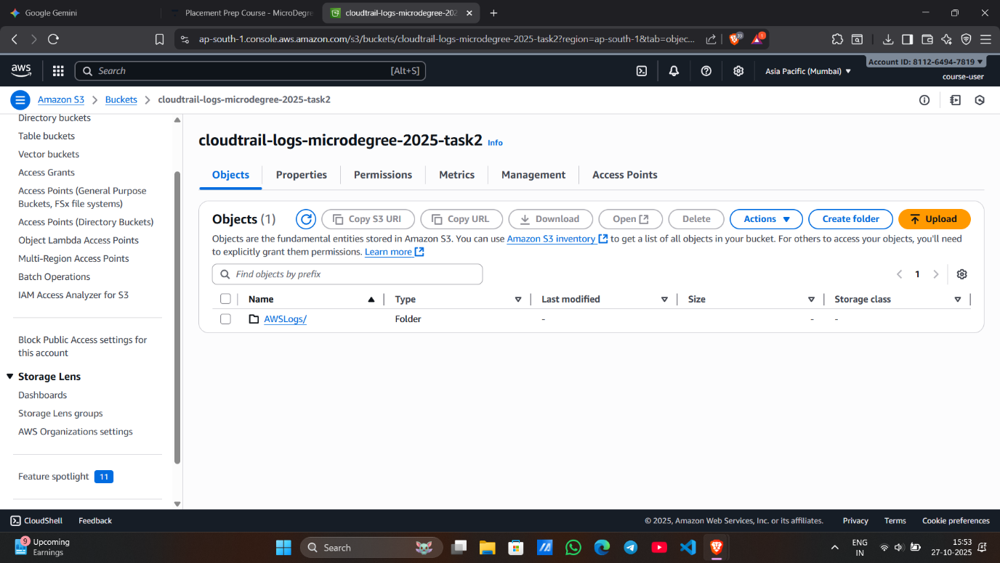 Google Gemini
Placement Prep Course - MicroDegre
cloudtrail-logs-microdegree-202
ap-south-1.console.aws.amazon.com/s3/buckets/cloudtrail-logs-microdegree-2025-task2?region=ap-south-1&tab=objec...
39
1
aws
Search
[Alt+S]
Asia Pacific (Mumbai)
Account ID: 8112-6494-7819
course-user
Amazon S3
Buckets
cloudtrail-logs-microdegree-2025-task2
Directory buckets
Table buckets
Vector buckets
Access Grants
Access Points (General Purpose
Buckets, FSx file systems)
Access Points (Directory Buckets)
Object Lambda Access Points
Multi-Region Access Points
Batch Operations
IAM Access Analyzer for S3
Block Public Access settings for
this account
Storage Lens
Dashboards
Storage Lens groups
AWS Organizations settings
Feature spotlight 11
cloudtrail-logs-microdegree-2025-task2 Info
Objects Properties Permissions Metrics Management Access Points
Objects (1) Copy S3 URI Copy URL Download Open Delete Actions Create folder Upload
Objects are the fundamental entities stored in Amazon S3. You can use Amazon S3 inventory to get a list of all objects in your bucket. For others to access your objects, you'll need
to explicitly grant them permissions. Learn more
Find objects by prefix
1
Name Type Last modified Size Storage class
AWSLogs/ Folder - - -
CloudShell Feedback © 2025, Amazon Web Services, Inc. or its affiliates. Privacy Terms Cookie preferences
9
Upcoming
Earnings
Search
ENG
IN
15:53
27-10-2025